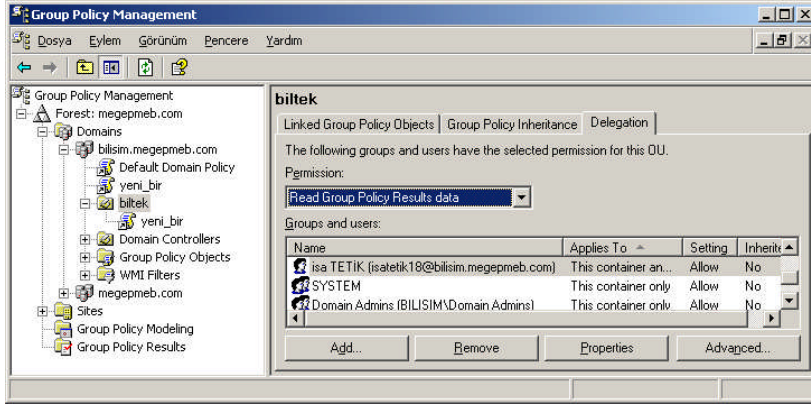 Group Policy Management
Dosya Eylem Görünüm Pencere Yardım
Group Policy Management
Forest: megepmeb.com
Domains
bilisim.megepmeb.com
Default Domain Policy
yeni_bir
biltek
yeni_bir
Domain Controllers
Group Policy Objects
WMI Filters
megepmeb.com
Sites
Group Policy Modeling
Group Policy Results
biltek
Linked Group Policy Objects Group Policy Inheritance Delegation
The following groups and users have the selected permission for this OU.
Permission:
Read Group Policy Results data
Groups and users:
Name Applies To Setting Inherite
isa TETİK (isatetik18@bilisim.megepmeb.com) This container an... Allow No
SYSTEM This container only Allow No
Domain Admins (BILISIM\Domain Admins) This container only Allow No
Add... Remove Properties Advanced...